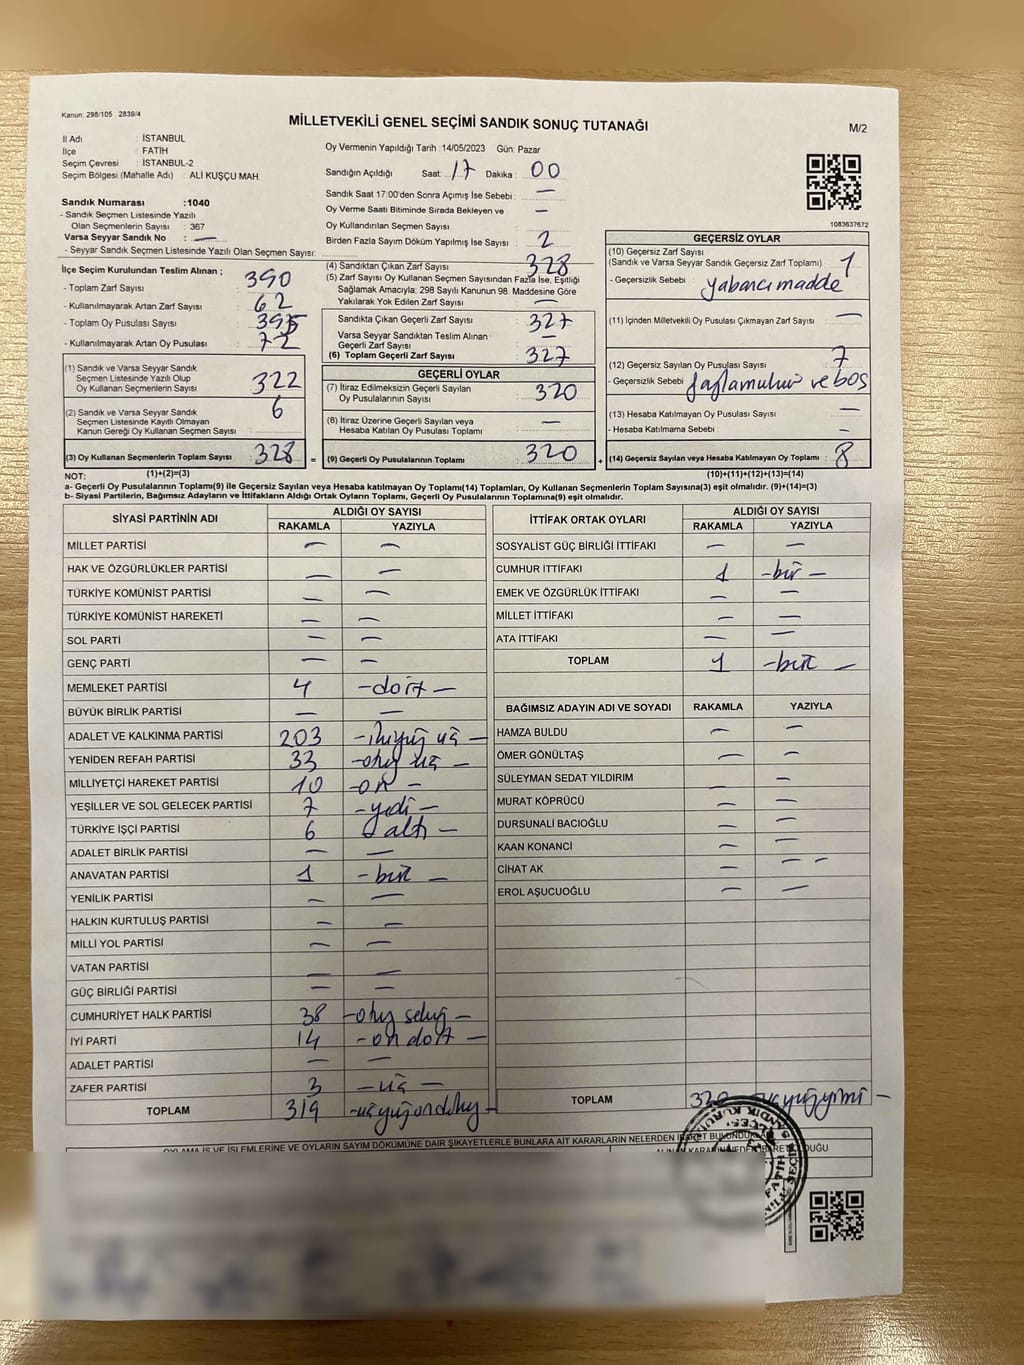 Kanun: 298/105 2839/4
MİLLETVEKİLİ GENEL SEÇİMİ SANDIK SONUÇ TUTANAĞI
M/2
İl Adı : İSTANBUL
İlçe : FATİH
Seçim Çevresi : İSTANBUL-2
Seçim Bölgesi (Mahalle Adı) : ALİ KUŞÇU MAH.
Oy Vermenin Yapıldığı Tarih :14/05/2023 Gün: Pazar
Sandığın Açıldığı Saat: 17 Dakika : 00
Sandık Saat 17:00'den Sonra Açımış İse Sebebi : —
Oy Verme Saati Bitiminde Sırada Bekleyen ve
Oy Kullandırılan Seçmen Sayısı : —
Birden Fazla Sayım Döküm Yapılmış İse Sayısı : 2
1083637672
Sandık Numarası :1040
- Sandık Seçmen Listesinde Yazılı
Olan Seçmenlerin Sayısı : 367
Varsa Seyyar Sandık No : —
- Seyyar Sandık Seçmen Listesinde Yazılı Olan Seçmen Sayısı:
İlçe Seçim Kurulundan Teslim Alınan ;
- Toplam Zarf Sayısı : 390
- Kullanılmayarak Artan Zarf Sayısı : 62
- Toplam Oy Pusulası Sayısı : 395
- Kullanılmayarak Artan Oy Pusulası : 72
(1) Sandık ve Varsa Seyyar Sandık
Seçmen Listesinde Yazılı Olup
Oy Kullanan Seçmenlerin Sayısı : 322
(2) Sandık ve Varsa Seyyar Sandık
Seçmen Listesinde Kayıtlı Olmayan
Kanun Gereği Oy Kullanan Seçmen Sayısı : 6
(3) Oy Kullanan Seçmenlerin Toplam Sayısı : 328 =
(4) Sandıktan Çıkan Zarf Sayısı : 328
(5) Zarf Sayısı Oy Kullanan Seçmen Sayısından Fazla İse, Eşitliği
Sağlamak Amacıyla; 298 Sayılı Kanunun 98. Maddesine Göre
Yakılarak Yok Edilen Zarf Sayısı : —
Sandıkta Çıkan Geçerli Zarf Sayısı : 327
Varsa Seyyar Sandıktan Teslim Alınan
Geçerli Zarf Sayısı : —
(6) Toplam Geçerli Zarf Sayısı : 327
GEÇERLİ OYLAR
(7) İtiraz Edilmeksizin Geçerli Sayılan
Oy Pusulalarının Sayısı : 320
(8) İtiraz Üzerine Geçerli Sayılan veya
Hesaba Katılan Oy Pusulası Toplamı : —
(9) Geçerli Oy Pusulalarının Toplamı : 320 +
GEÇERSİZ OYLAR
(10) Geçersiz Zarf Sayısı
(Sandık ve Varsa Seyyar Sandık Geçersiz Zarf Toplamı) : 1
- Geçersizlik Sebebi : yabancı madde
(11) İçinden Milletvekili Oy Pusulası Çıkmayan Zarf Sayısı : —
(12) Geçersiz Sayılan Oy Pusulası Sayısı : 7
- Geçersizlik Sebebi : ve boş
(13) Hesaba Katılmayan Oy Pusulası Sayısı : —
- Hesaba Katılmama Sebebi : —
(14) Geçersiz Sayılan veya Hesaba Katılmayan Oy Toplamı : 8
NOT: (1)+(2)=(3) (10)+(11)+(12)+(13)=(14)
a- Geçerli Oy Pusulalarının Toplamı(9) ile Geçersiz Sayılan veya Hesaba katılmayan Oy Toplamı(14) Toplamları, Oy Kullanan Seçmenlerin Toplam Sayısına(3) eşit olmalıdır. (9)+(14)=(3)
b- Siyasi Partilerin, Bağımsız Adayların ve İttifakların Aldığı Ortak Oyların Toplamı, Geçerli Oy Pusulalarının Toplamına(9) eşit olmalıdır.
SİYASİ PARTİNİN ADI ALDIĞI OY SAYISI
RAKAMLA YAZIYLA
MİLLET PARTİSİ — —
HAK VE ÖZGÜRLÜKLER PARTİSİ — —
TÜRKİYE KOMÜNİST PARTİSİ — —
TÜRKİYE KOMÜNİST HAREKETİ — —
SOL PARTİ — —
GENÇ PARTİ — —
MEMLEKET PARTİSİ 4 -dört—
BÜYÜK BİRLİK PARTİSİ — —
ADALET VE KALKINMA PARTİSİ 203 -ikiyüz üç—
YENİDEN REFAH PARTİSİ 33 -otuz üç—
MİLLİYETÇİ HAREKET PARTİSİ 10 -on—
YEŞİLLER VE SOL GELECEK PARTİSİ 7 -yedi—
TÜRKİYE İŞÇİ PARTİSİ 6 altı—
ADALET BİRLİK PARTİSİ — —
ANAVATAN PARTİSİ 1 -bir—
YENİLİK PARTİSİ — —
HALKIN KURTULUŞ PARTİSİ — —
MİLLİ YOL PARTİSİ — —
VATAN PARTİSİ — —
GÜÇ BİRLİĞİ PARTİSİ — —
CUMHURİYET HALK PARTİSİ 38 -otuz sekiz—
İYİ PARTİ 14 -on dört—
ADALET PARTİSİ — —
ZAFER PARTİSİ 3 -üç—
TOPLAM 319 -üçyüzondokuz—
İTTİFAK ORTAK OYLARI ALDIĞI OY SAYISI
RAKAMLA YAZIYLA
SOSYALİST GÜÇ BİRLİĞİ İTTİFAKI — —
CUMHUR İTTİFAKI 1 -bir—
EMEK VE ÖZGÜRLÜK İTTİFAKI — —
MİLLET İTTİFAKI — —
ATA İTTİFAKI — —
TOPLAM 1 -bir—
BAĞIMSIZ ADAYIN ADI VE SOYADI RAKAMLA YAZIYLA
HAMZA BULDU — —
ÖMER GÖNÜLTAŞ — —
SÜLEYMAN SEDAT YILDIRIM — —
MURAT KÖPRÜCÜ — —
DURSUNALİ BACIOĞLU — —
KAAN KONANCİ — —
CİHAT AK — — —
EROL AŞUCUOĞLU — —
TOPLAM 320 üçyüzyirmi—
OYLAMA İŞ VE İŞLEMLERİNE VE OYLARIN SAYIM DÖKÜMÜNE DAİR ŞİKAYETLERLE BUNLARA AİT KARARLARIN NELERDEN İBARET BULUNDUĞU